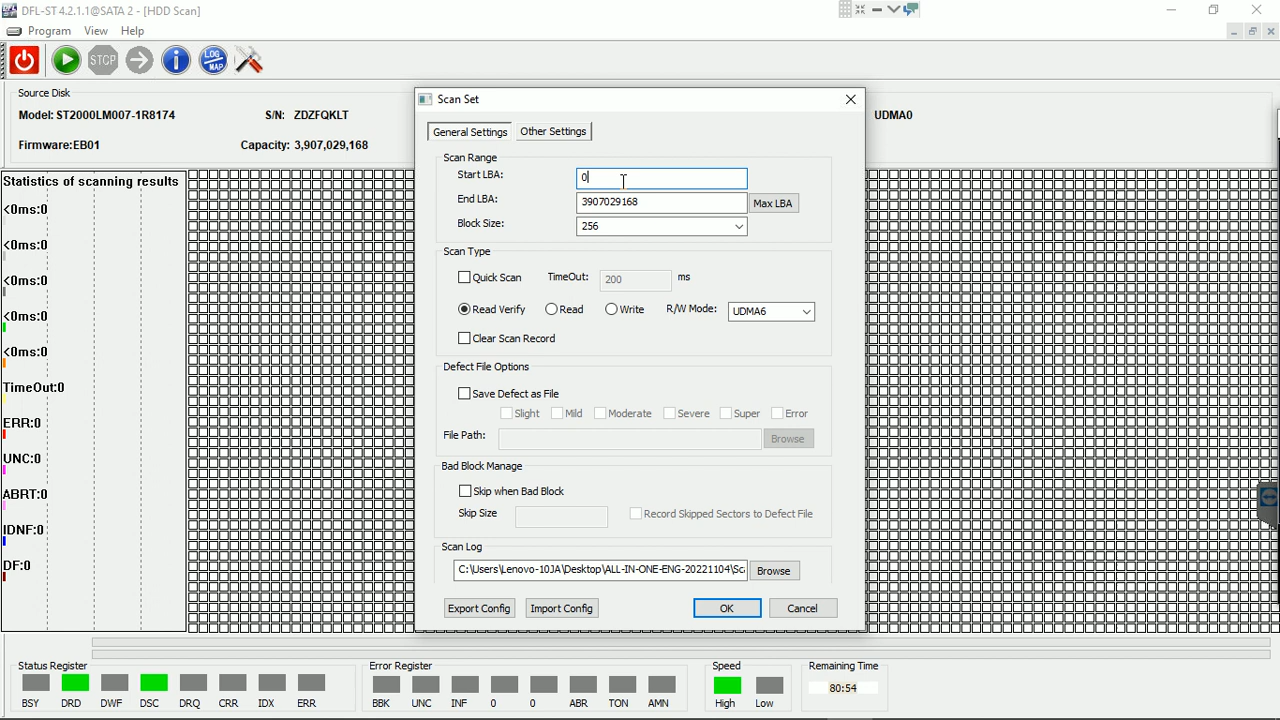 DFL-ST 4.2.1.1@SATA 2 - [HDD Scan]
Program View Help
STCP LOG MAP
Source Disk
Model: ST2000LM007-1R8174 S/N: ZDZFQKLT UDMA0
Firmware:EB01 Capacity: 3,907,029,168
Statistics of scanning results
<0ms:0
<0ms:0
<0ms:0
<0ms:0
<0ms:0
TimeOut:0
ERR:0
UNC:0
ABRT:0
IDNF:0
DF:0
Scan Set
General Settings Other Settings
Scan Range
Start LBA: 0
End LBA: 3907029168 Max LBA
Block Size: 256
Scan Type
Quick Scan TimeOut: 200 ms
Read Verify Read Write R/W Mode: UDMA6
Clear Scan Record
Defect File Options
Save Defect as File
Slight Mild Moderate Severe Super Error
File Path: Browse
Bad Block Manage
Skip when Bad Block
Skip Size Record Skipped Sectors to Defect File
Scan Log
C:\Users\Lenovo-10JA\Desktop\ALL-IN-ONE-ENG-20221104\Sc Browse
Export Config Import Config OK Cancel
Status Register Error Register Speed Remaining Time
80:54
BSY DRD DWF DSC DRQ CRR IDX ERR BBK UNC INF 0 0 ABR TON AMN High Low